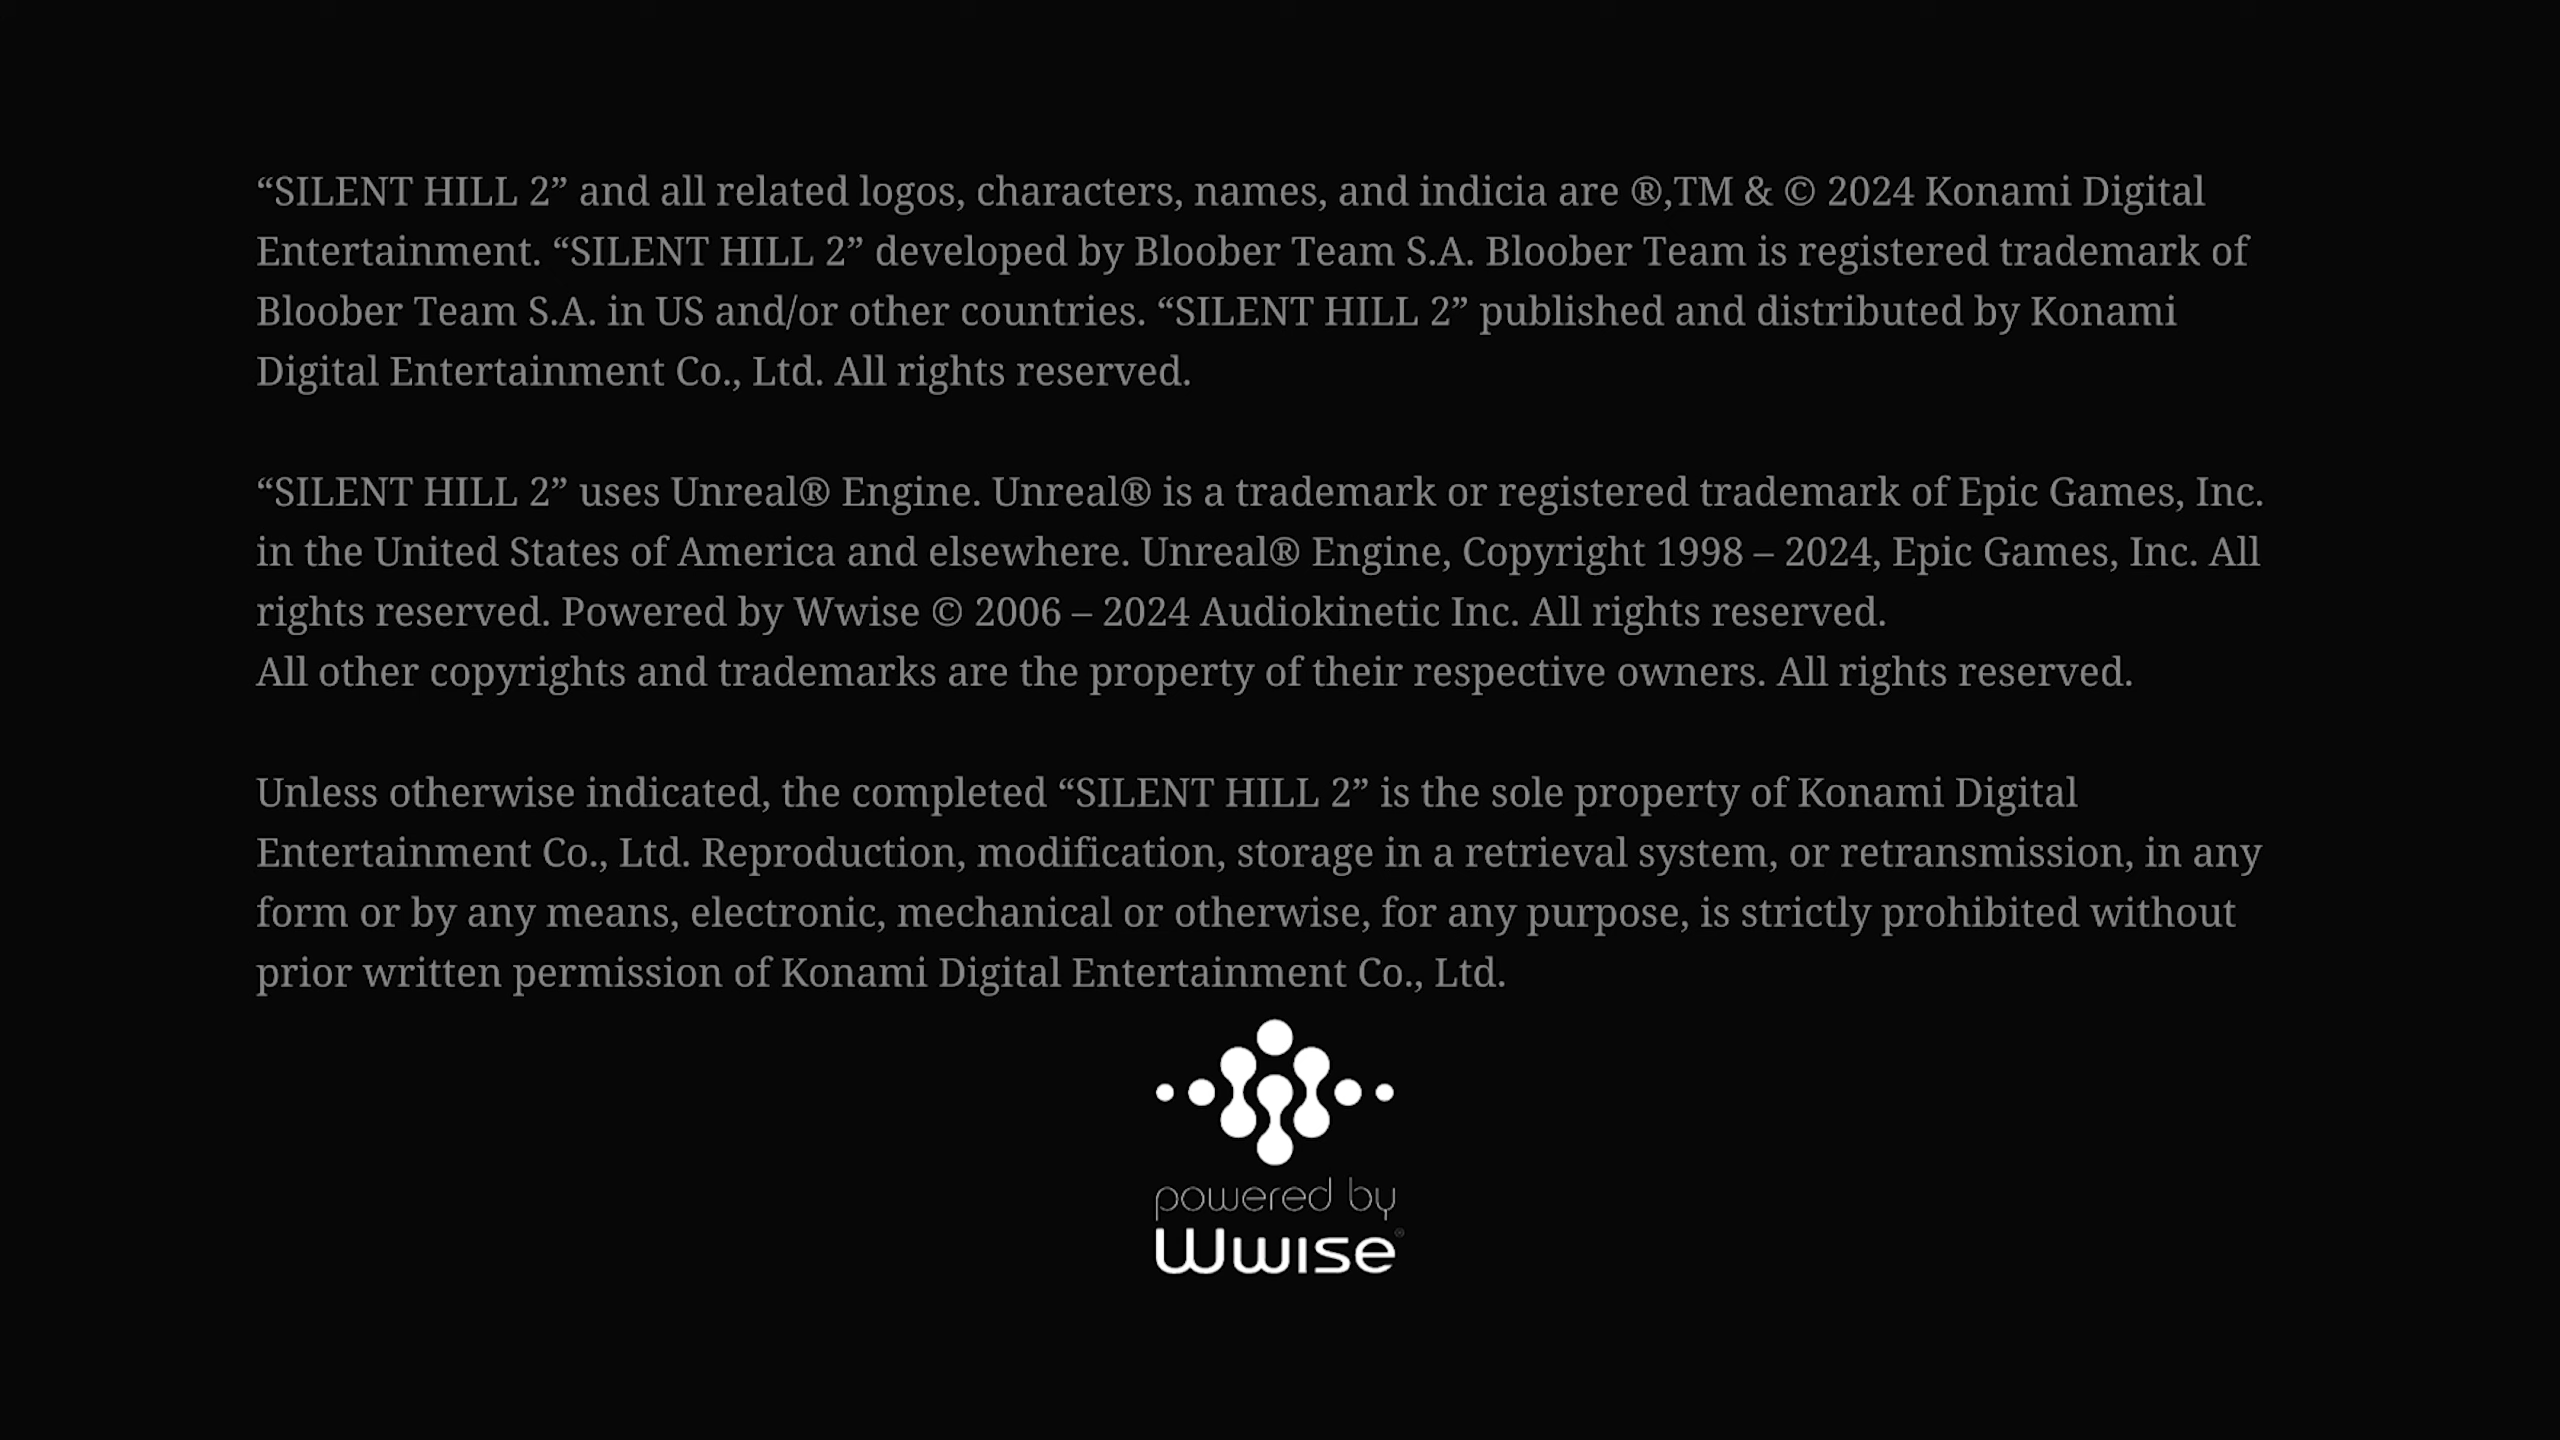 “SILENT HILL 2” and all related logos, characters, names, and indicia are ®,TM & © 2024 Konami Digital
Entertainment. “SILENT HILL 2” developed by Bloober Team S.A. Bloober Team is registered trademark of
Bloober Team S.A. in US and/or other countries. “SILENT HILL 2” published and distributed by Konami
Digital Entertainment Co., Ltd. All rights reserved.
“SILENT HILL 2” uses Unreal® Engine. Unreal® is a trademark or registered trademark of Epic Games, Inc.
in the United States of America and elsewhere. Unreal® Engine, Copyright 1998 – 2024, Epic Games, Inc. All
rights reserved. Powered by Wwise © 2006 – 2024 Audiokinetic Inc. All rights reserved.
All other copyrights and trademarks are the property of their respective owners. All rights reserved.
Unless otherwise indicated, the completed “SILENT HILL 2” is the sole property of Konami Digital
Entertainment Co., Ltd. Reproduction, modification, storage in a retrieval system, or retransmission, in any
form or by any means, electronic, mechanical or otherwise, for any purpose, is strictly prohibited without
prior written permission of Konami Digital Entertainment Co., Ltd.
powered by
Wwise®